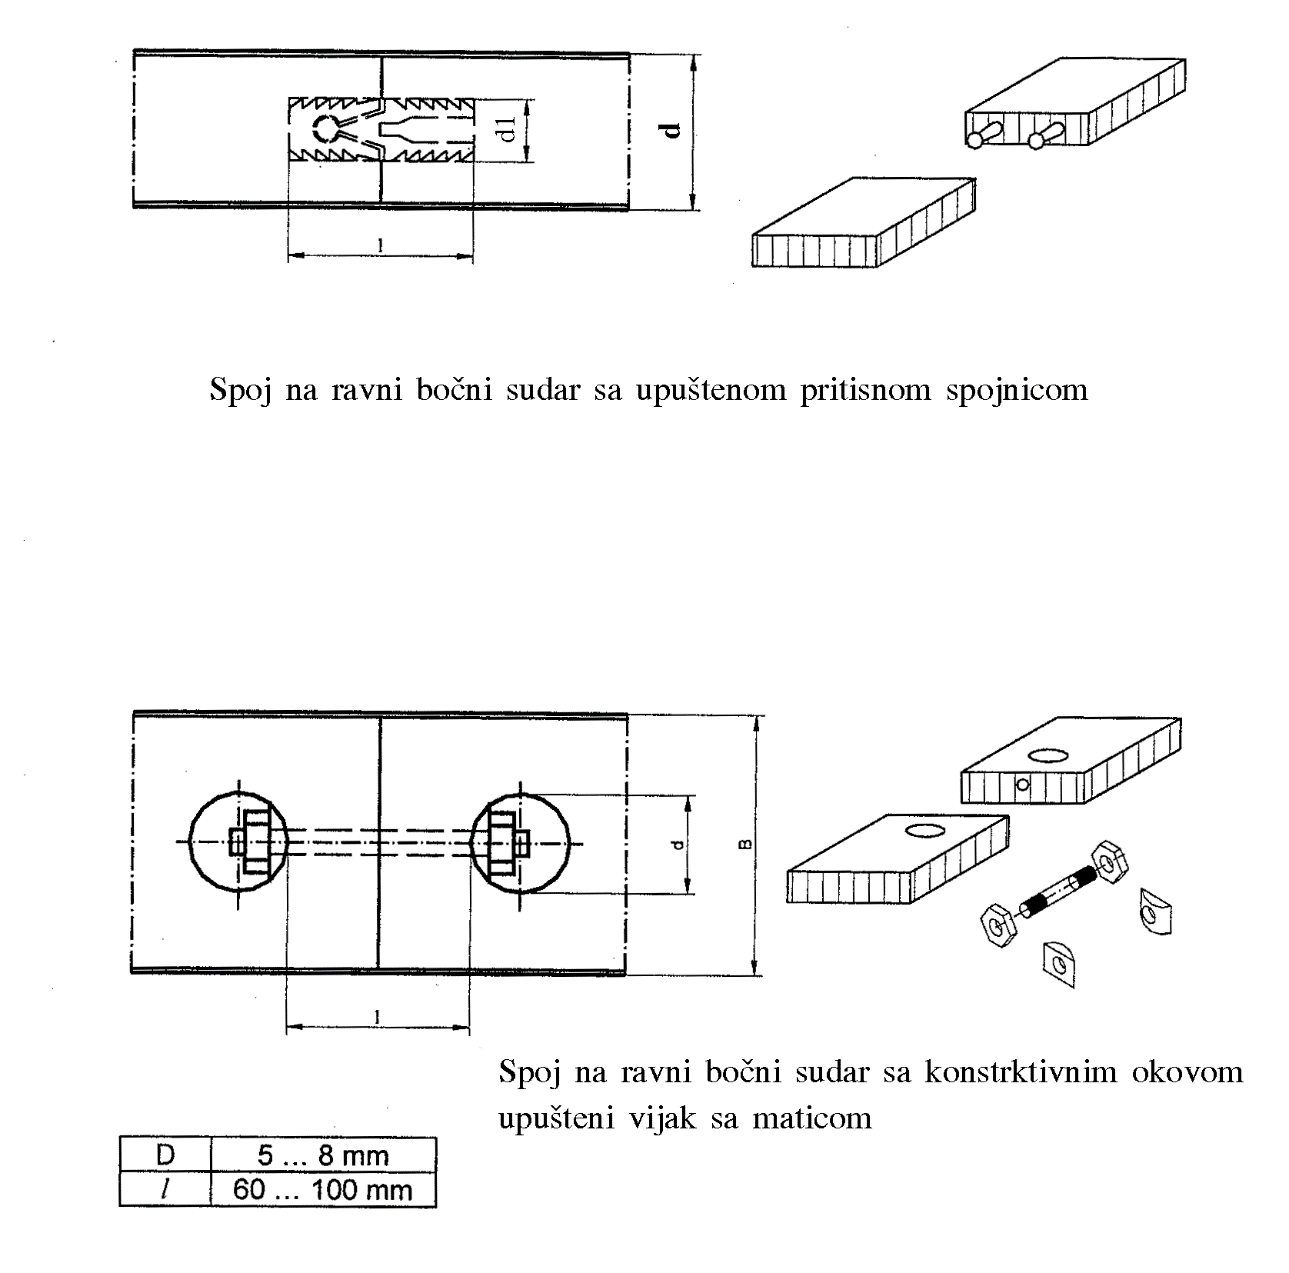 d1
d
l
Spoj na ravni bočni sudar sa upuštenom pritisnom spojnicom
d
B
l
Spoj na ravni bočni sudar sa konstrktivnim okovom
upušteni vijak sa maticom
D 5 ... 8 mm
l 60 ... 100 mm